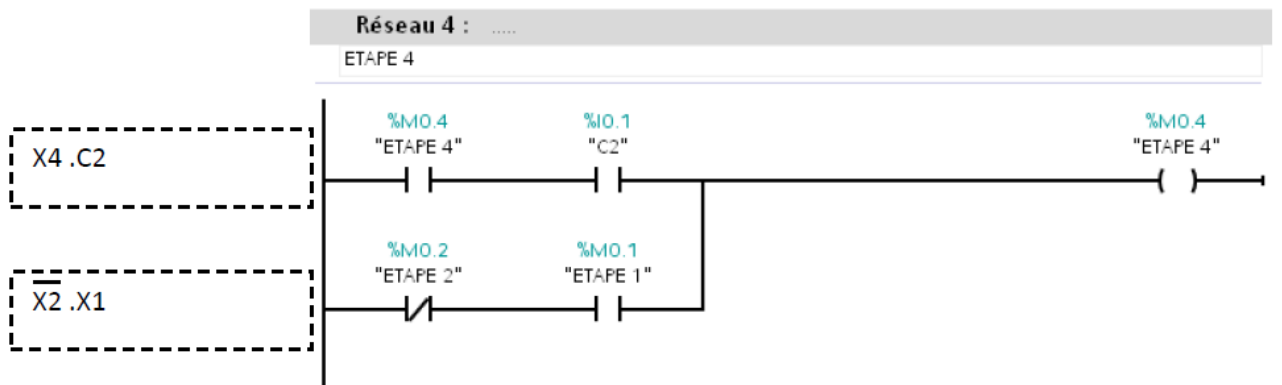 Réseau 4 : .....
ETAPE 4
%M0.4 %I0.1 %M0.4
"ETAPE 4" "C2" "ETAPE 4"
X4 .C2
%M0.2 %M0.1
"ETAPE 2" "ETAPE 1"
X̅2̅ .X1